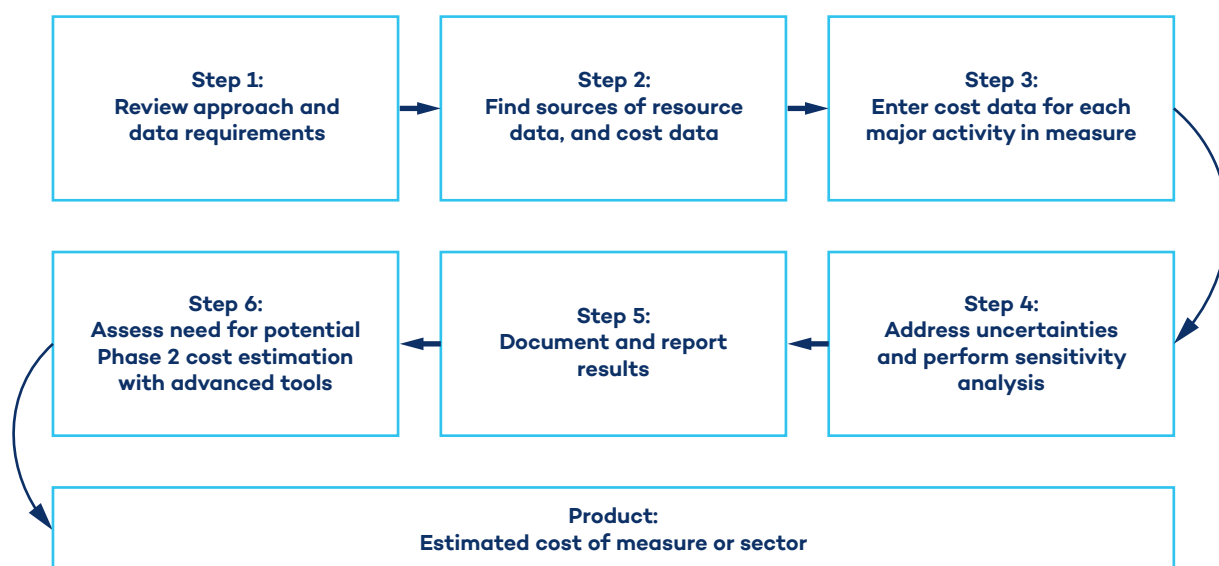 Step 1:
Review approach and
data requirements
Step 2:
Find sources of resource
data, and cost data
Step 3:
Enter cost data for each
major activity in measure
Step 4:
Address uncertainties
and perform sensitivity
analysis
Step 5:
Document and report
results
Step 6:
Assess need for potential
Phase 2 cost estimation
with advanced tools
Product:
Estimated cost of measure or sector